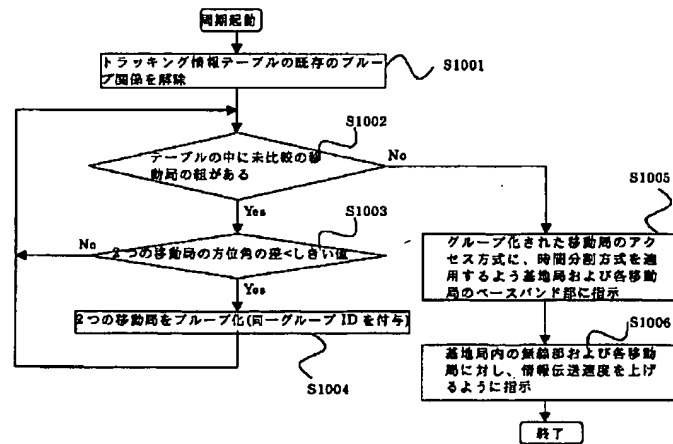 周期起動
トラッキング情報テーブルの既存のプルー
プ関係を解除
S1001
S1002
テーブルの中に未比較の移
動局の組がある
No
Yes
S1003
No
2つの移動局の方位角の差<しきい値
Yes
2つの移動局をプループ化(同一グループIDを付与)
S1004
S1005
グループ化された移動局のアク
セス方式に、時間分割方式を適
用するよう基地局および各移動
局のベースバンド部に指示
S1006
基地局内の無線部および各移動
局に対し、情報伝送速度を上げ
るように指示
終了